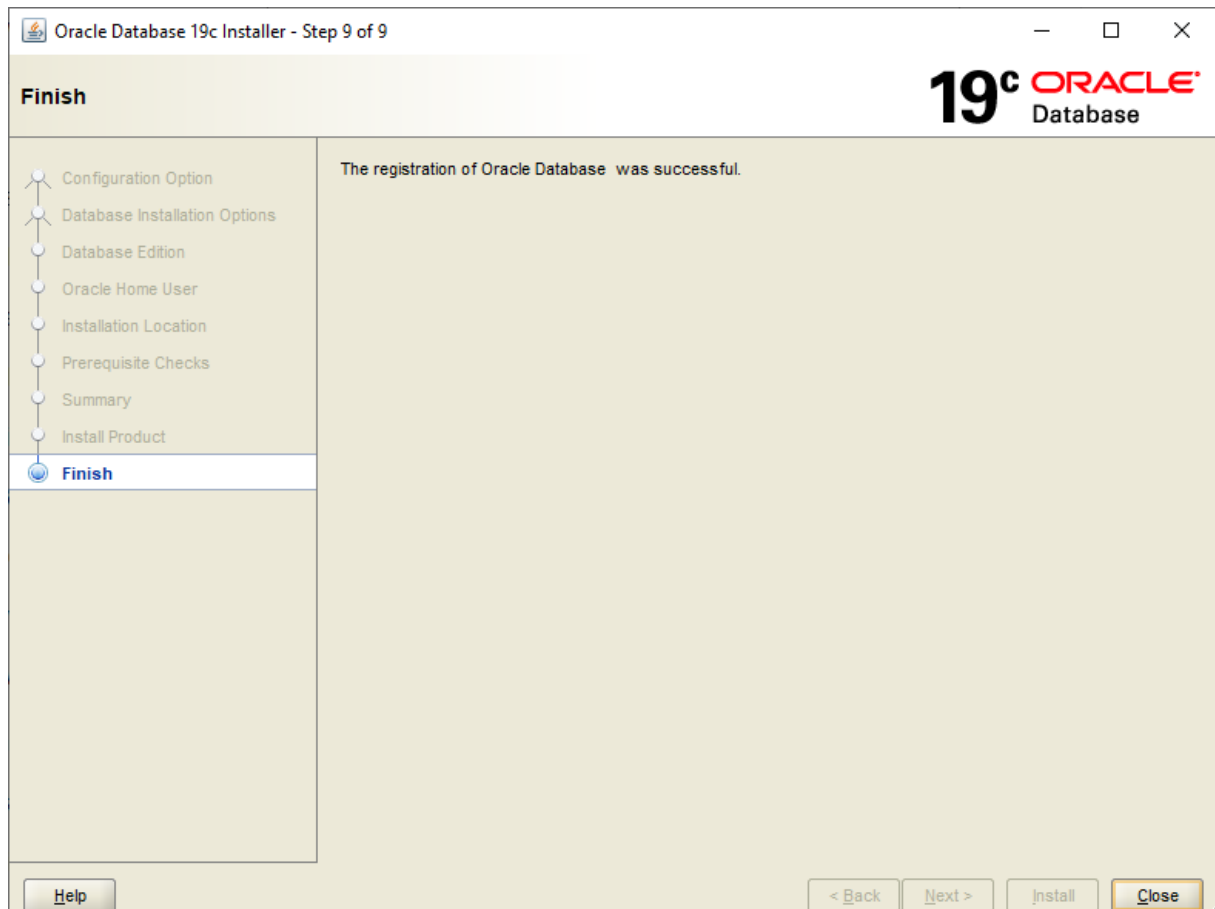 Oracle Database 19c Installer - Step 9 of 9
Finish
19c ORACLE
Database
Configuration Option
Database Installation Options
Database Edition
Oracle Home User
Installation Location
Prerequisite Checks
Summary
Install Product
Finish
The registration of Oracle Database  was successful.
Help
< Back
Next >
Install
Close